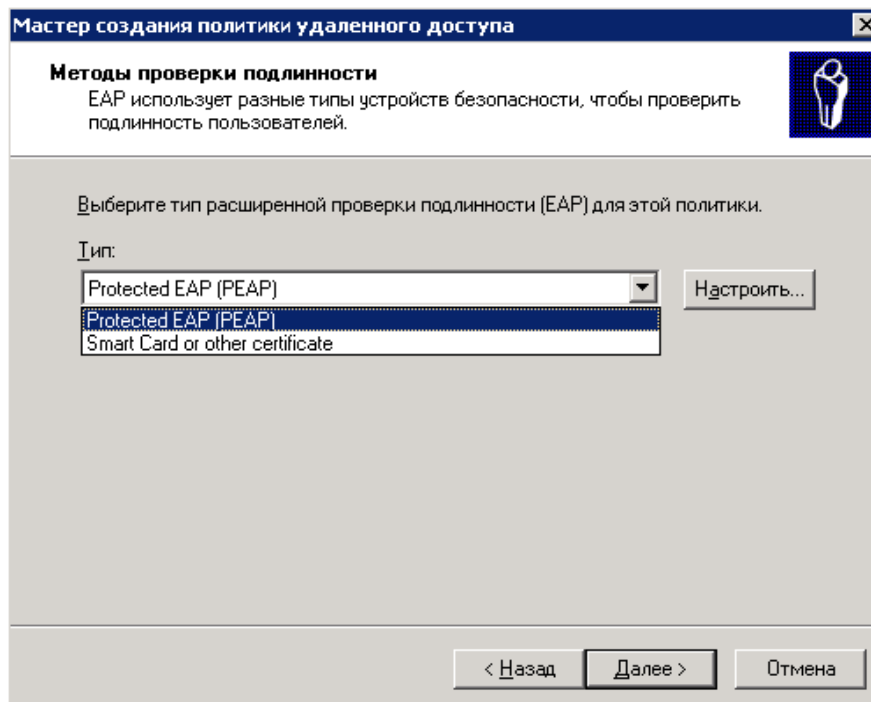 Мастер создания политики удаленного доступа
Методы проверки подлинности
EAP использует разные типы устройств безопасности, чтобы проверить
подлинность пользователей.
Выберите тип расширенной проверки подлинности (EAP) для этой политики.
Тип:
Protected EAP (PEAP)
Настроить...
Protected EAP (PEAP)
Smart Card or other certificate
< Назад
Далее >
Отмена